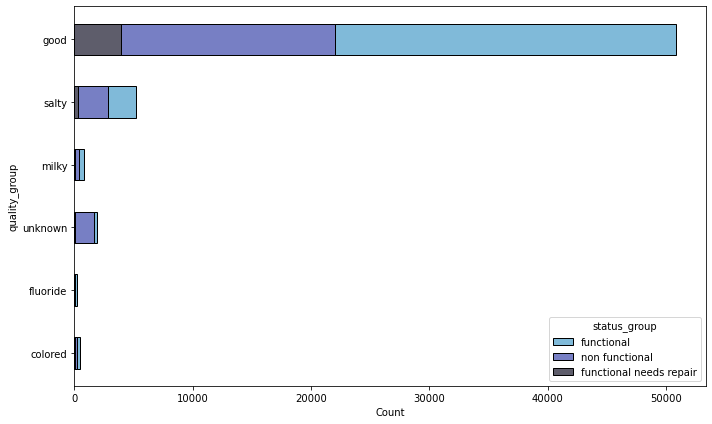 quality_group
good
salty
milky
unknown
fluoride
colored
0 10000 20000 30000 40000 50000
Count
status_group
functional
non functional
functional needs repair